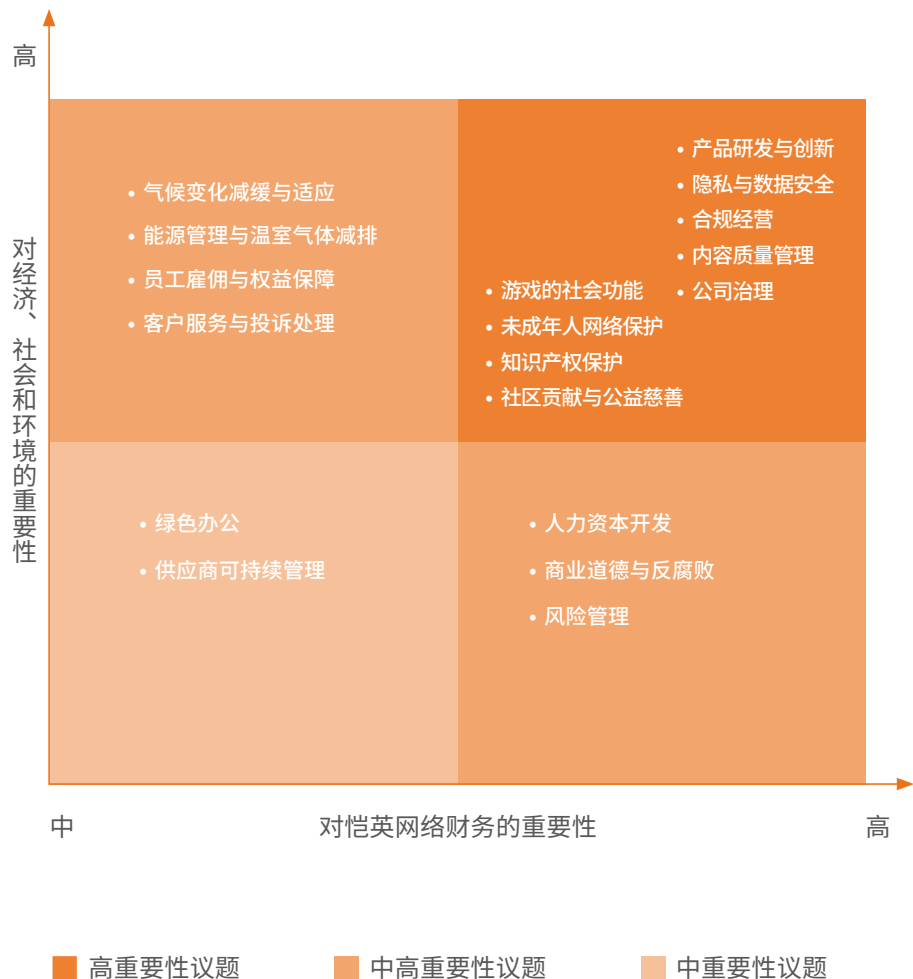 高
对经济、社会和环境的重要性
• 气候变化减缓与适应
• 能源管理与温室气体减排
• 员工雇佣与权益保障
• 客户服务与投诉处理
• 产品研发与创新
• 隐私与数据安全
• 合规经营
• 内容质量管理
• 公司治理
• 游戏的社会功能
• 未成年人网络保护
• 知识产权保护
• 社区贡献与公益慈善
• 绿色办公
• 供应商可持续管理
• 人力资本开发
• 商业道德与反腐败
• 风险管理
中
对恺英网络财务的重要性
高
高重要性议题
中高重要性议题
中重要性议题